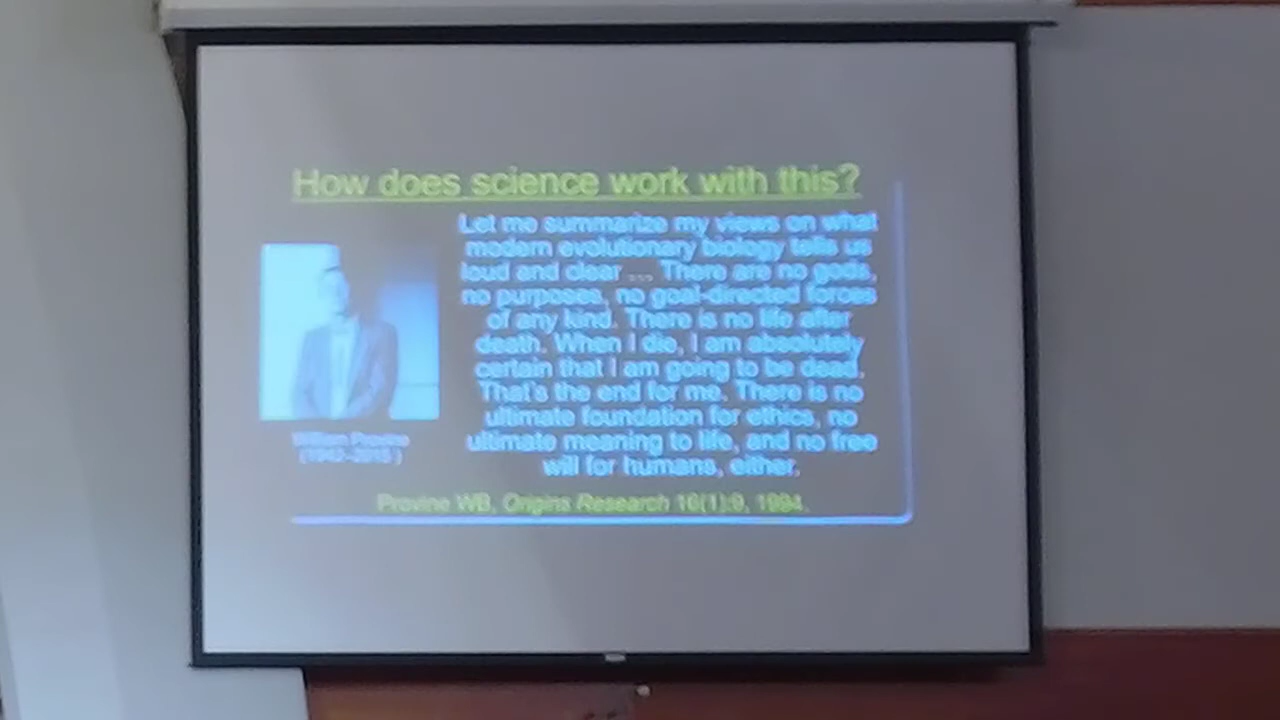 How does science work with this?
Let me summarize my views on what
modern evolutionary biology tells us
loud and clear ... There are no gods,
no purposes, no goal-directed forces
of any kind. There is no life after
death. When I die, I am absolutely
certain that I am going to be dead.
That's the end for me. There is no
ultimate foundation for ethics, no
ultimate meaning to life, and no free
will for humans, either.
William Provine
(1942-2015 )
Provine WB, Origins Research 16(1):9, 1994.